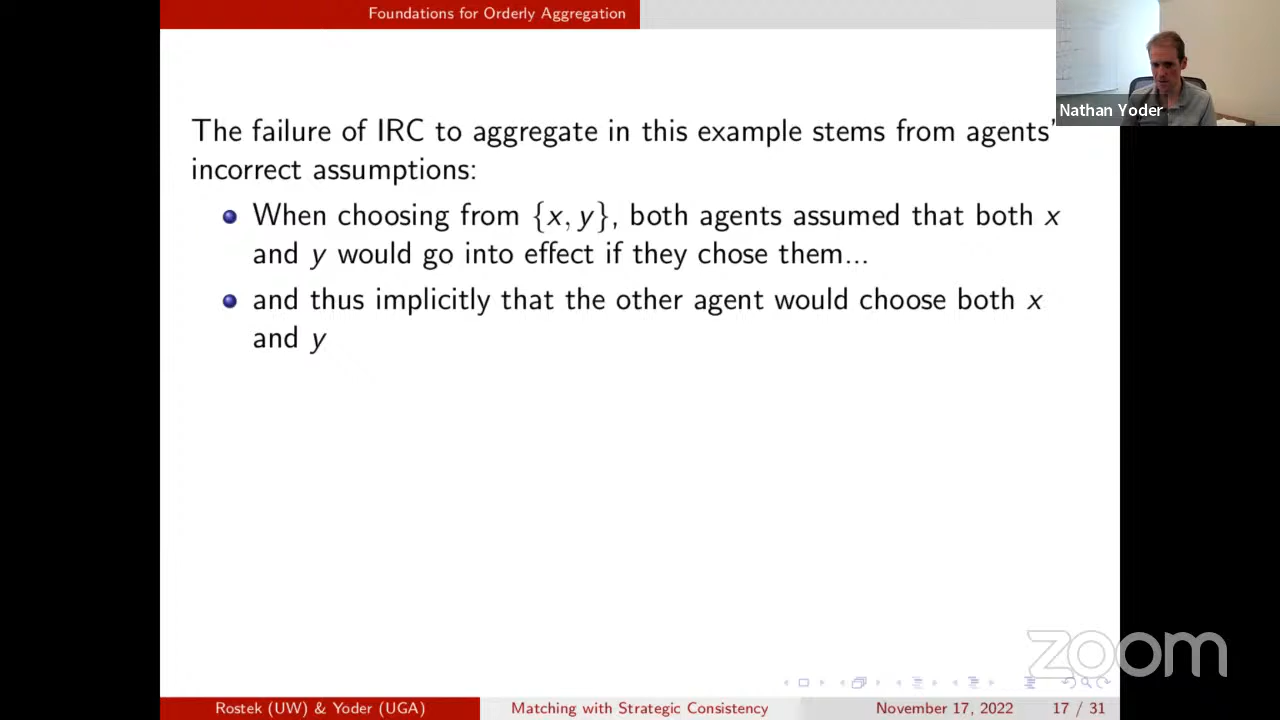 Foundations for Orderly Aggregation
Nathan Yoder
The failure of IRC to aggregate in this example stems from agents'
incorrect assumptions:
When choosing from {x, y}, both agents assumed that both x
and y would go into effect if they chose them...
and thus implicitly that the other agent would choose both x
and y
zoom
Rostek (UW) & Yoder (UGA)
Matching with Strategic Consistency
November 17, 2022
17 / 31